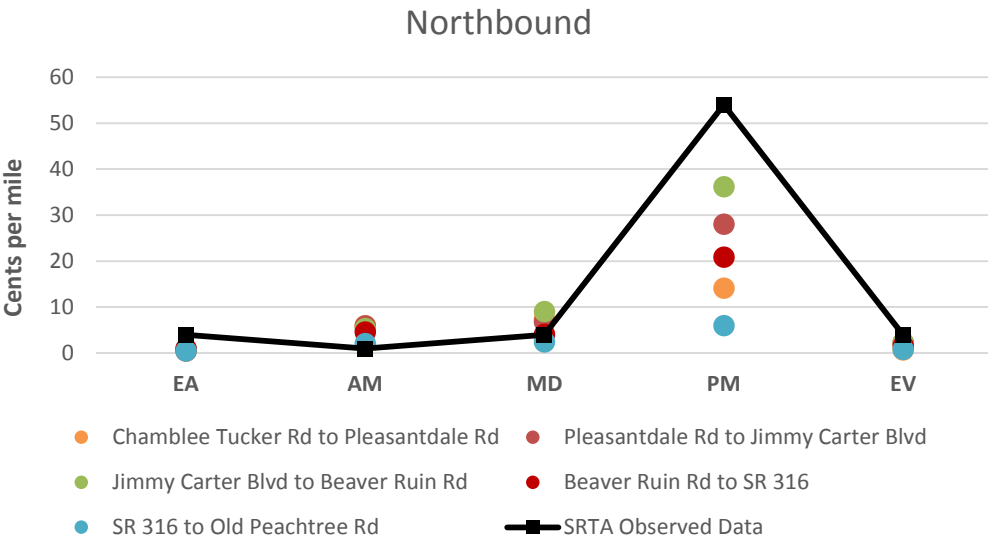 Northbound
Cents per mile
60
50
40
30
20
10
0
EA AM MD PM EV
Chamblee Tucker Rd to Pleasantdale Rd Pleasantdale Rd to Jimmy Carter Blvd
Jimmy Carter Blvd to Beaver Ruin Rd Beaver Ruin Rd to SR 316
SR 316 to Old Peachtree Rd SRTA Observed Data